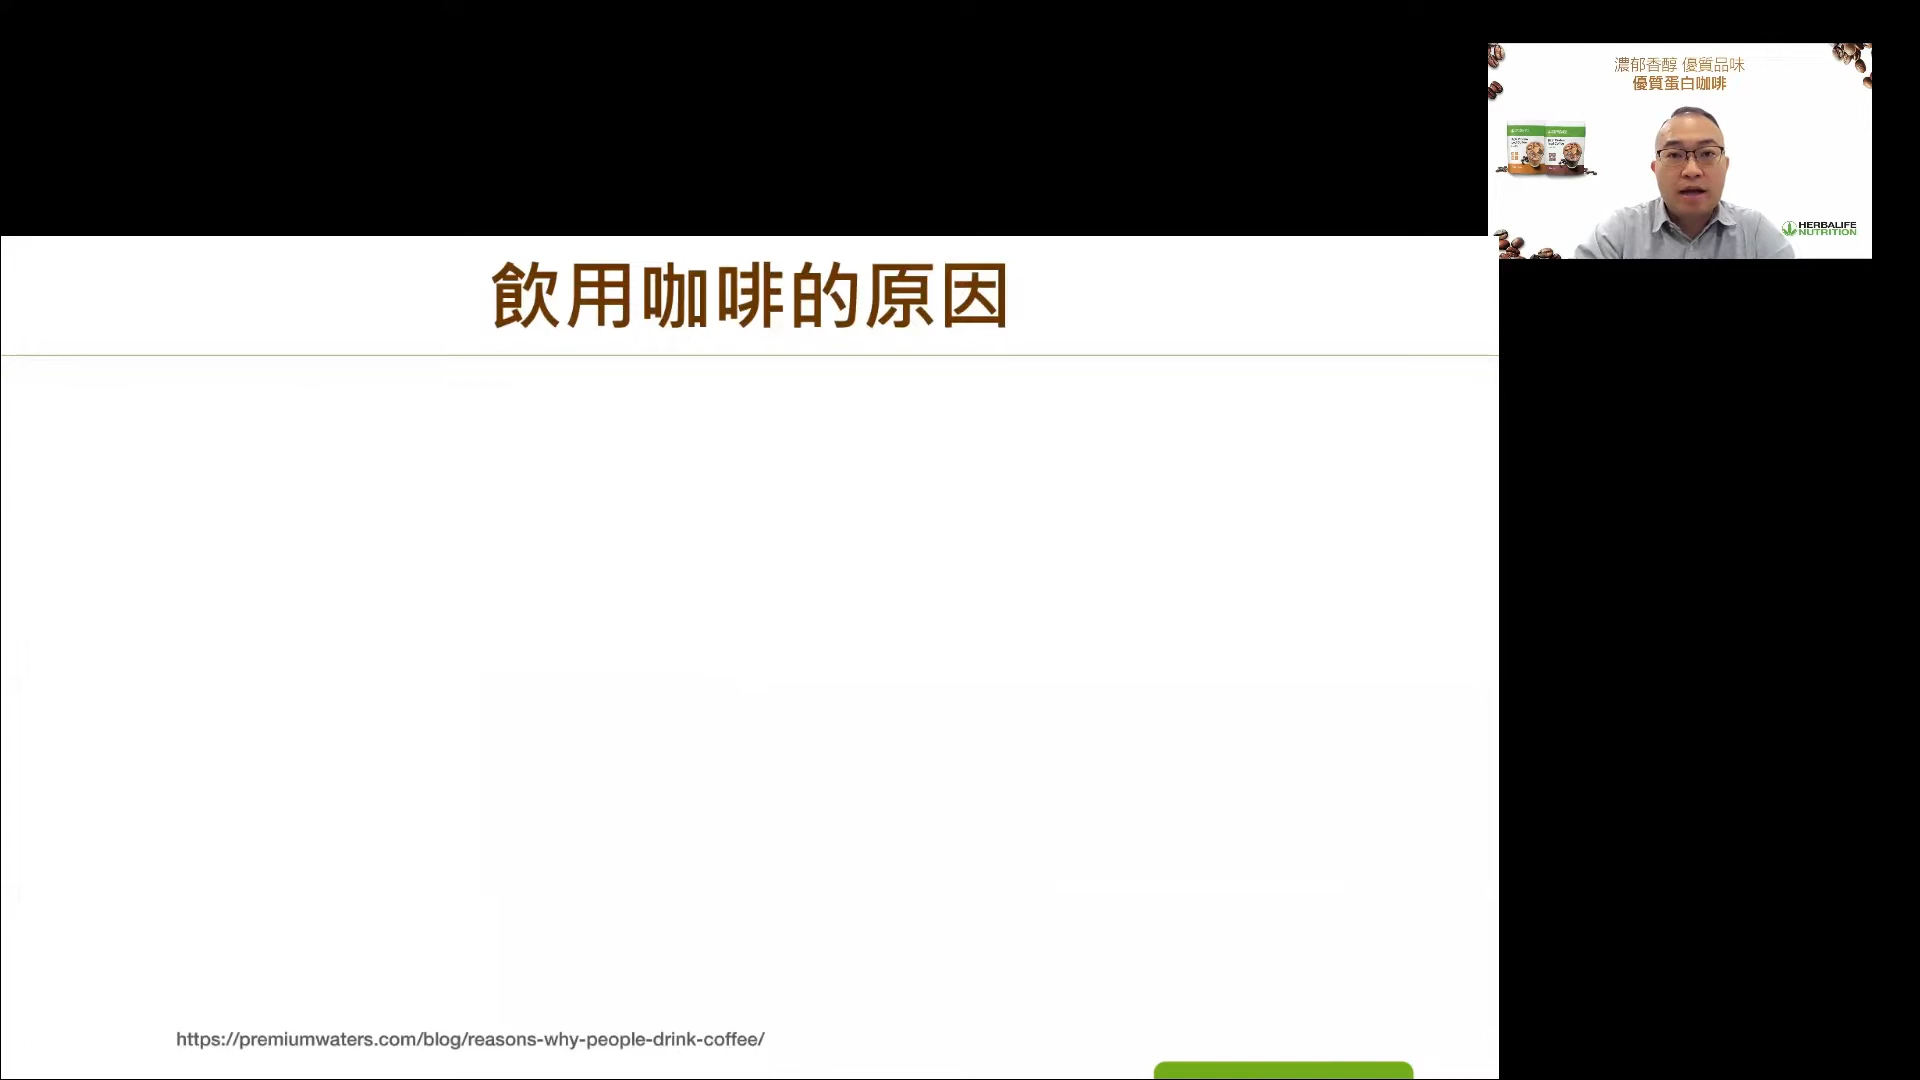 濃郁香醇 優質品味
優質蛋白咖啡
HERBALIFE
NUTRITION
飲用咖啡的原因
https://premiumwaters.com/blog/reasons-why-people-drink-coffee/